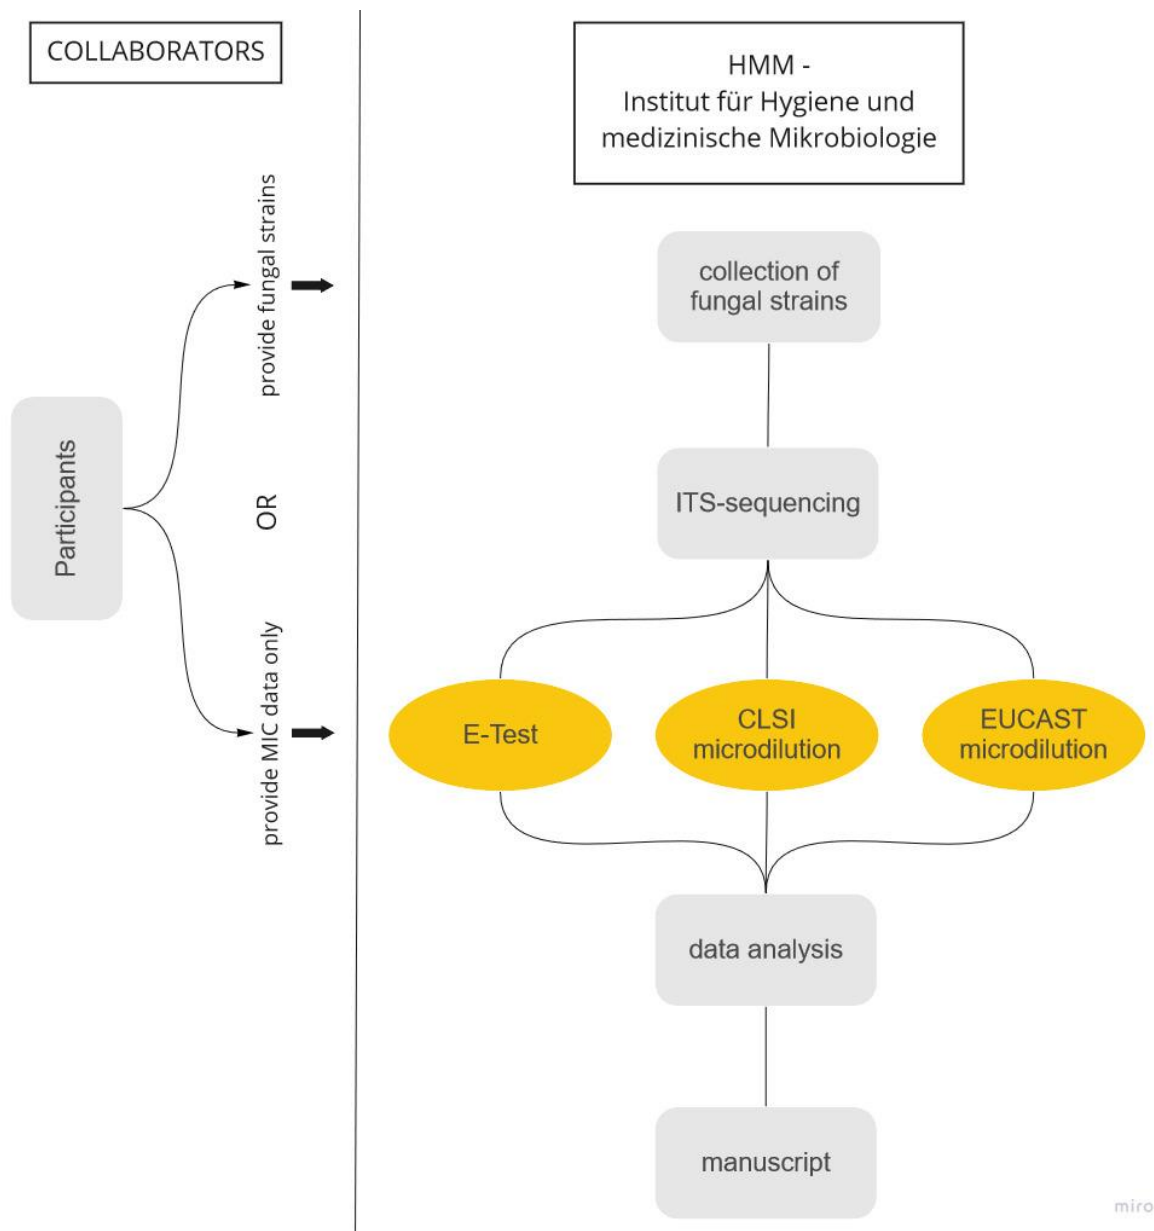 COLLABORATORS
Participants
provide fungal strains
OR
provide MIC data only
HMM -
Institut für Hygiene und
medizinische Mikrobiologie
collection of
fungal strains
ITS-sequencing
E-Test
CLSI
microdilution
EUCAST
microdilution
data analysis
manuscript
miro